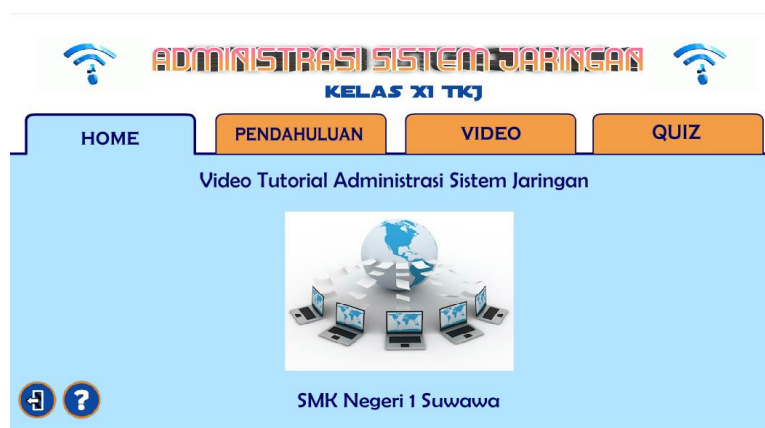 ADMINISTRASI SISTEM JARINGAN
KELAS XI TKJ
HOME
PENDAHULUAN
VIDEO
QUIZ
Video Tutorial Administrasi Sistem Jaringan
SMK Negeri 1 Suwawa
?